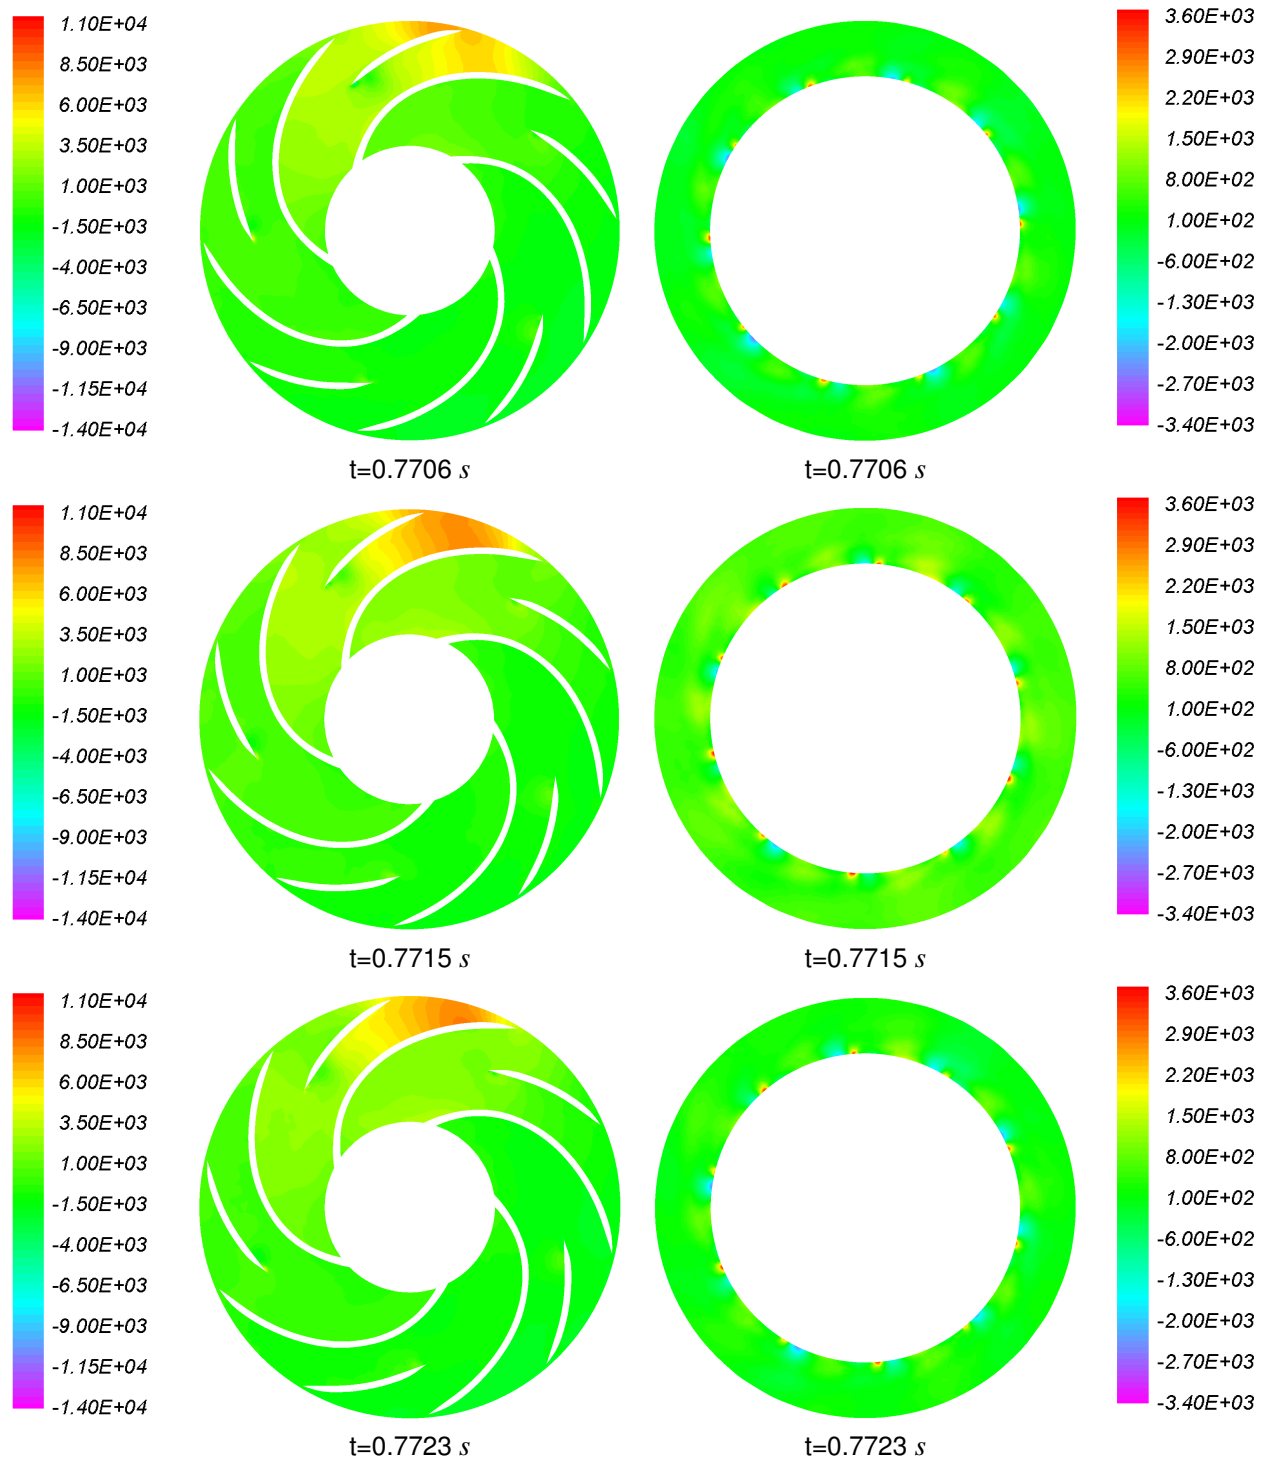 1.10E+04
8.50E+03
6.00E+03
3.50E+03
1.00E+03
-1.50E+03
-4.00E+03
-6.50E+03
-9.00E+03
-1.15E+04
-1.40E+04
3.60E+03
2.90E+03
2.20E+03
1.50E+03
8.00E+02
1.00E+02
-6.00E+02
-1.30E+03
-2.00E+03
-2.70E+03
-3.40E+03
t=0.7706 s
t=0.7706 s
1.10E+04
8.50E+03
6.00E+03
3.50E+03
1.00E+03
-1.50E+03
-4.00E+03
-6.50E+03
-9.00E+03
-1.15E+04
-1.40E+04
3.60E+03
2.90E+03
2.20E+03
1.50E+03
8.00E+02
1.00E+02
-6.00E+02
-1.30E+03
-2.00E+03
-2.70E+03
-3.40E+03
t=0.7715 s
t=0.7715 s
1.10E+04
8.50E+03
6.00E+03
3.50E+03
1.00E+03
-1.50E+03
-4.00E+03
-6.50E+03
-9.00E+03
-1.15E+04
-1.40E+04
3.60E+03
2.90E+03
2.20E+03
1.50E+03
8.00E+02
1.00E+02
-6.00E+02
-1.30E+03
-2.00E+03
-2.70E+03
-3.40E+03
t=0.7723 s
t=0.7723 s